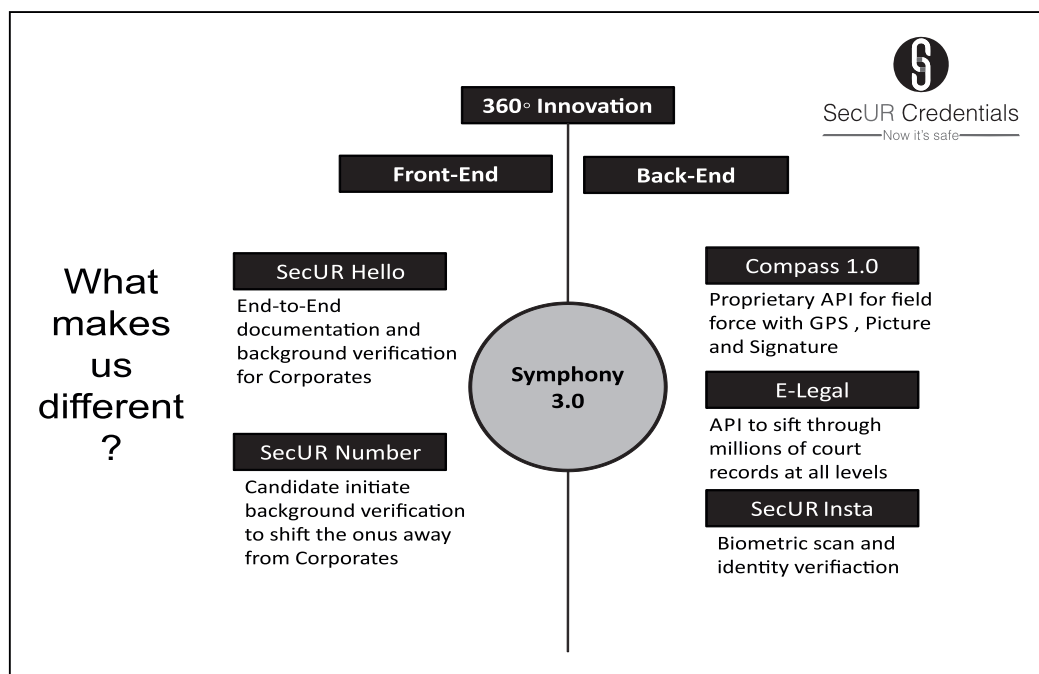 SecUR Credentials
Now it's safe
360° Innovation
Front-End
Back-End
What
makes
us
different
?
SecUR Hello
End-to-End
documentation and
background verification
for Corporates
SecUR Number
Candidate initiate
background verification
to shift the onus away
from Corporates
Symphony
3.0
Compass 1.0
Proprietary API for field
force with GPS , Picture
and Signature
E-Legal
API to sift through
millions of court
records at all levels
SecUR Insta
Biometric scan and
identity verifiaction